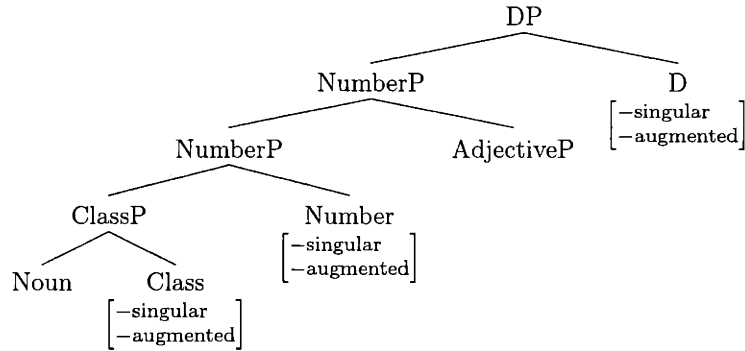 DP
NumberP D
[−singular
−augmented]
NumberP AdjectiveP
ClassP Number
[−singular
−augmented]
Noun Class
[−singular
−augmented]